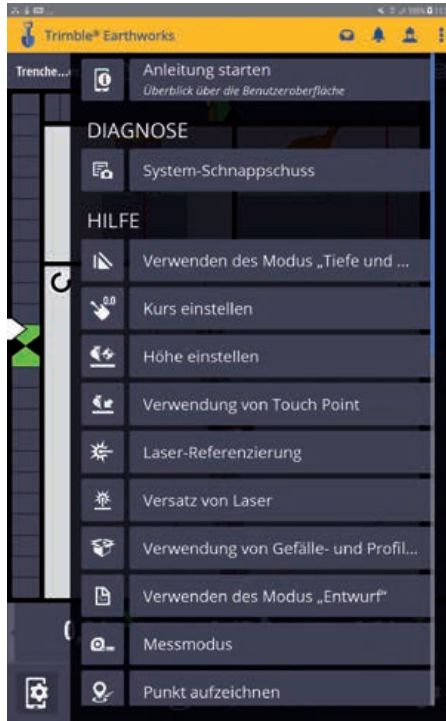 Trimble® Earthworks
Trenche...
Anleitung starten
Überblick über die Benutzeroberfläche
DIAGNOSE
System-Schnappschuss
HILFE
Verwenden des Modus „Tiefe und ...
0.0
Kurs einstellen
Höhe einstellen
Verwendung von Touch Point
Laser-Referenzierung
Versatz von Laser
Verwendung von Gefälle- und Profil...
Verwenden des Modus „Entwurf“
Messmodus
Punkt aufzeichnen